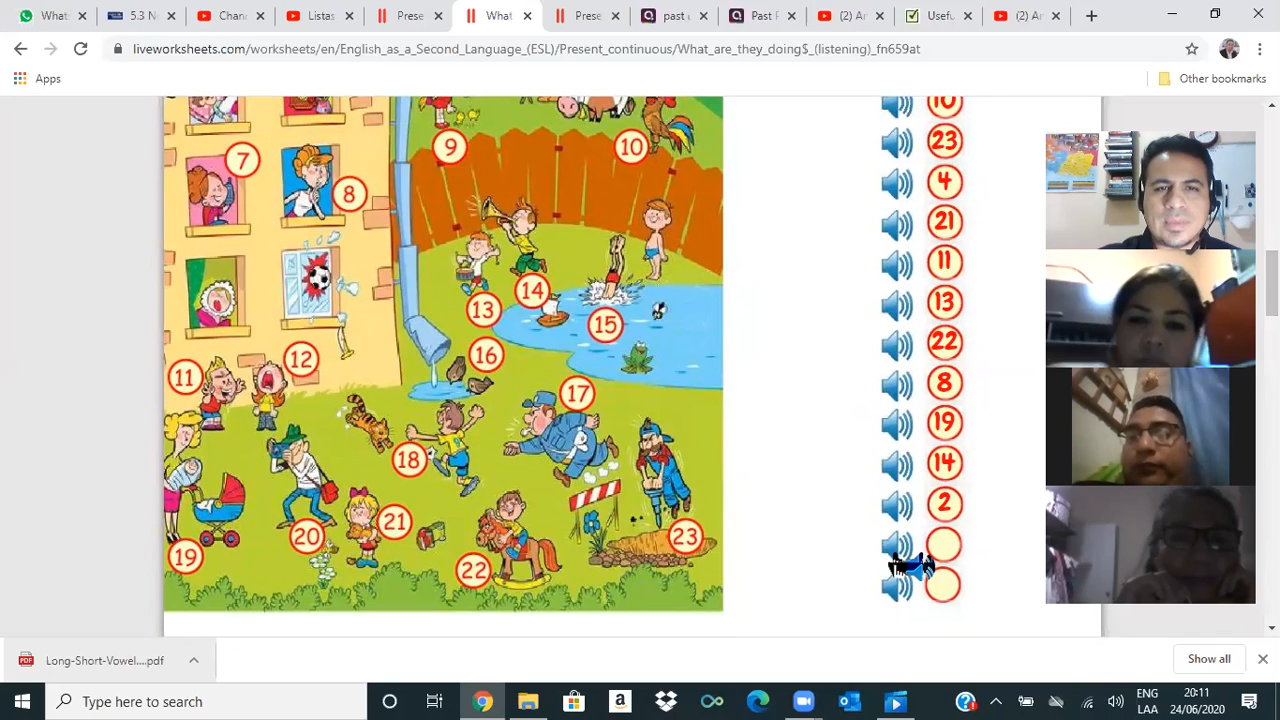 What:
5.3 N
Chann
Listas
Prese
What
Prese
past p
Past P
(2) Ar
Usefu
(2) Ar
liveworksheets.com/worksheets/en/English_as_a_Second_Language_(ESL)/Present_continuous/What_are_they_doing$_(listening)_fn659at
Apps
Other bookmarks
7
8
9
10
11
12
13
14
15
16
17
18
19
20
21
22
23
10
23
4
21
11
13
22
8
19
14
2
Long-Short-Vowel....pdf
Show all
Type here to search
ENG
LAA
20:11
24/06/2020